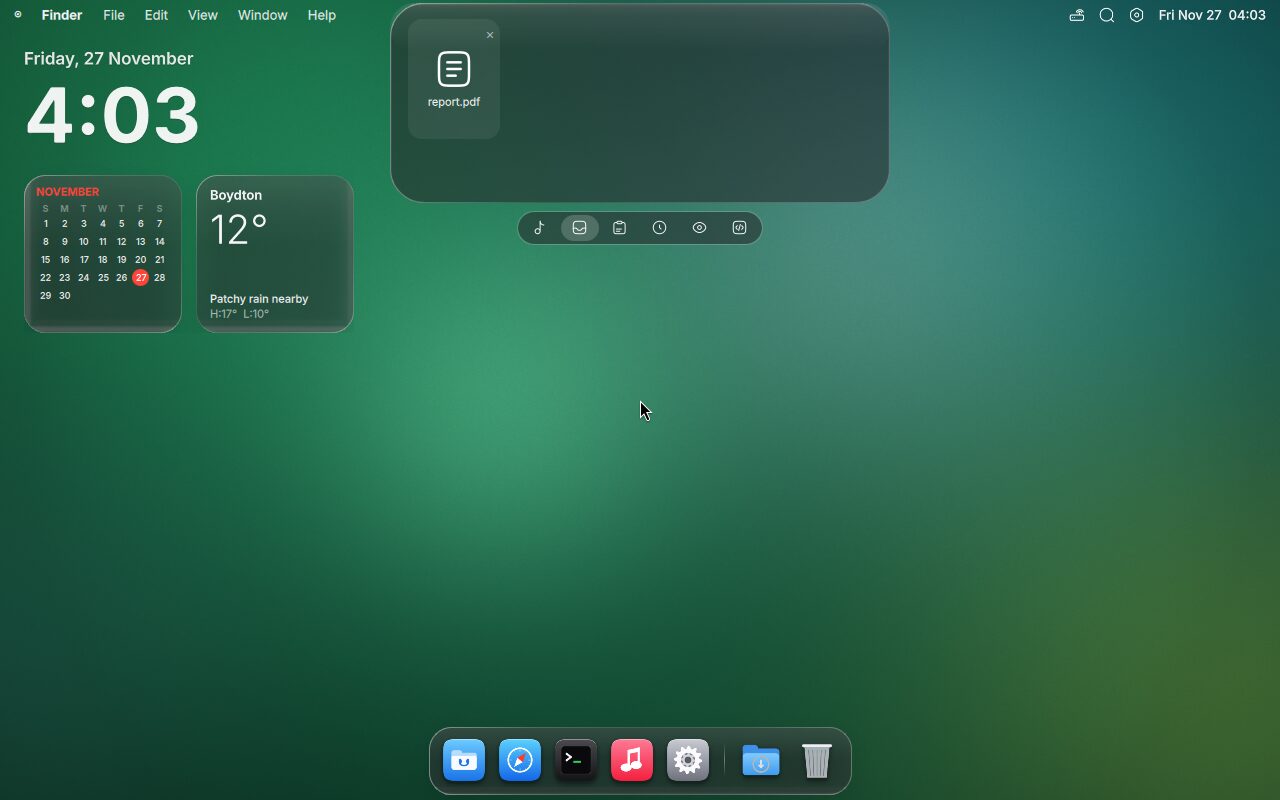 Finder File Edit View Window Help
Fri Nov 27 04:03
Friday, 27 November
4:03
report.pdf
NOVEMBER
S M T W T F S
1 2 3 4 5 6 7
8 9 10 11 12 13 14
15 16 17 18 19 20 21
22 23 24 25 26 27 28
29 30
Boydton
12°
Patchy rain nearby
H:17° L:10°